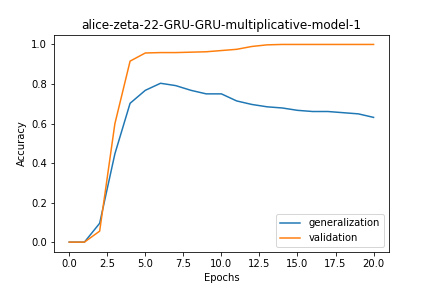 alice-zeta-22-GRU-GRU-multiplicative-model-1
1.0
0.8
0.6
0.4
0.2
0.0
Accuracy
generalization
validation
0.0 2.5 5.0 7.5 10.0 12.5 15.0 17.5 20.0
Epochs